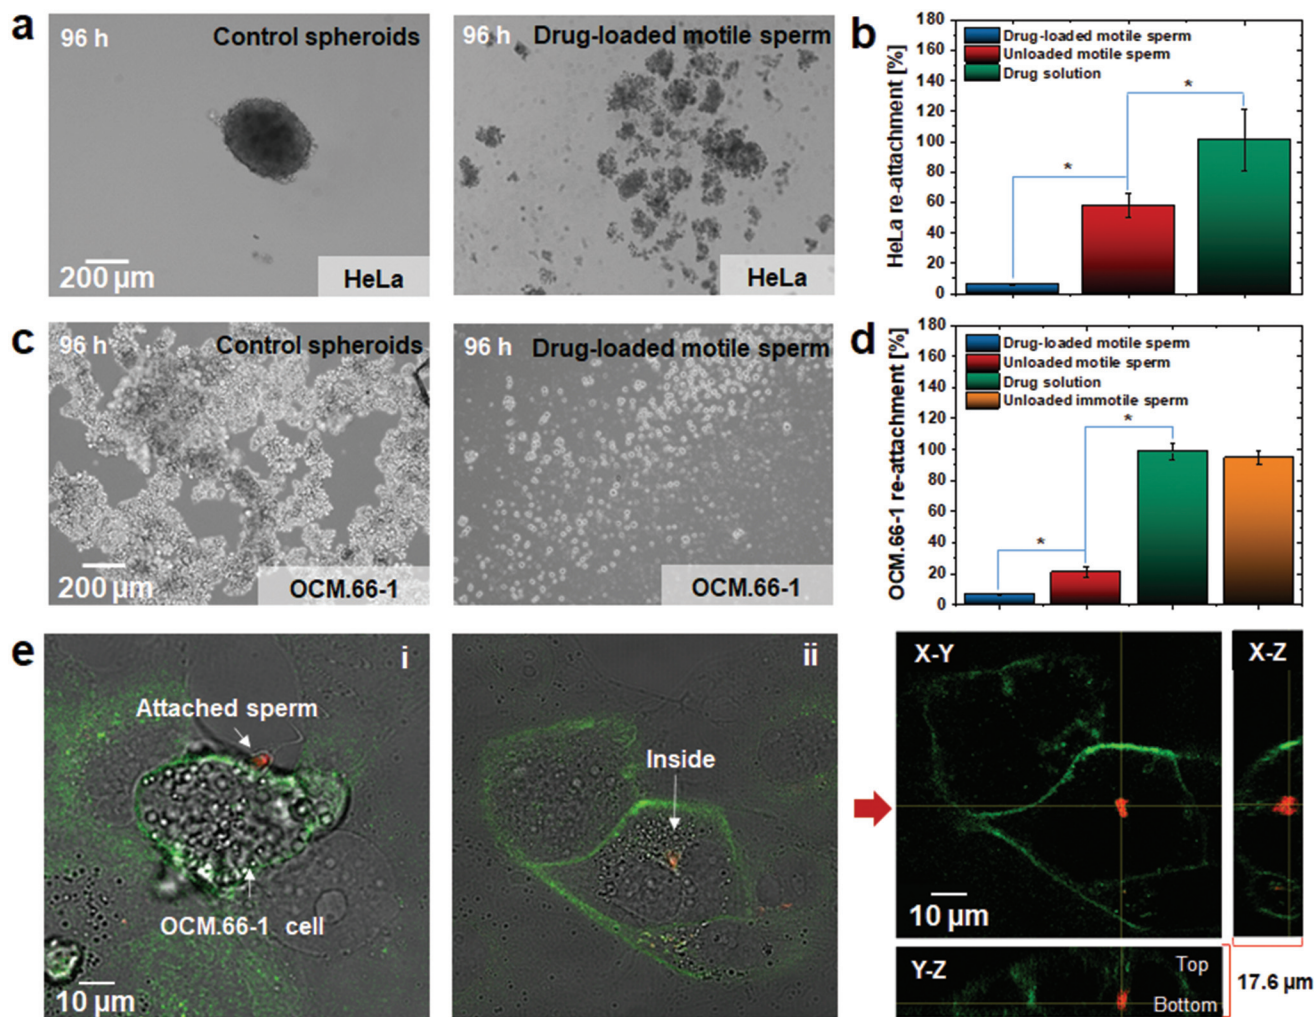 a
96 h
Control spheroids
200 µm
HeLa
96 h
Drug-loaded motile sperm
HeLa
b
HeLa re-attachment [%]
180
160
140
120
100
80
60
40
20
0
Drug-loaded motile sperm
Unloaded motile sperm
Drug solution
*
*
c
96 h
Control spheroids
200 µm
OCM.66-1
96 h
Drug-loaded motile sperm
OCM.66-1
d
OCM.66-1 re-attachment [%]
180
160
140
120
100
80
60
40
20
0
Drug-loaded motile sperm
Unloaded motile sperm
Drug solution
Unloaded immotile sperm
*
*
e
i
Attached sperm
OCM.66-1 cell
10 µm
ii
Inside
X-Y
10 µm
X-Z
Y-Z
Top
Bottom
17.6 µm